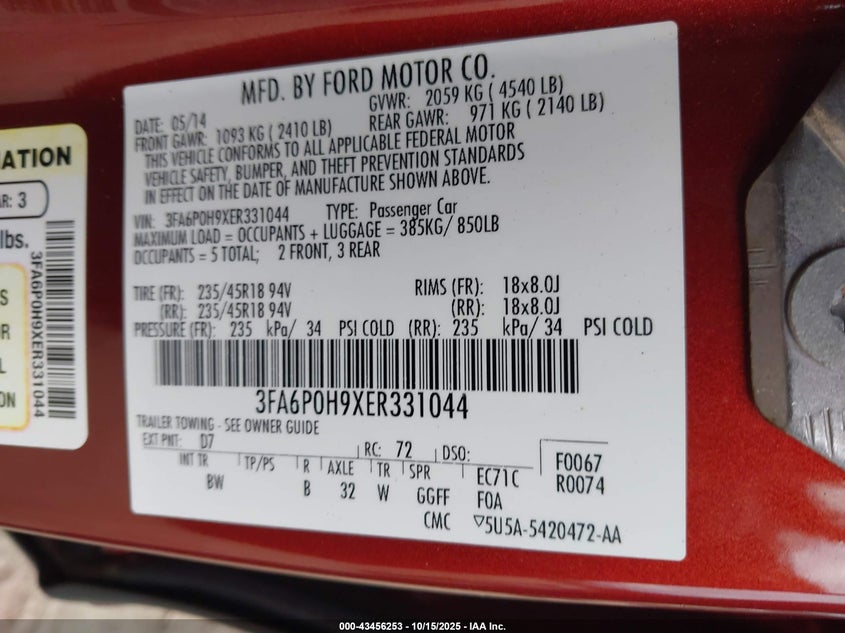 MFD. BY FORD MOTOR CO.
DATE: 05/14 GVWR: 2059 KG ( 4540 LB)
FRONT GAWR: 1093 KG ( 2410 LB) REAR GAWR: 971 KG ( 2140 LB)
THIS VEHICLE CONFORMS TO ALL APPLICABLE FEDERAL MOTOR
VEHICLE SAFETY, BUMPER, AND THEFT PREVENTION STANDARDS
IN EFFECT ON THE DATE OF MANUFACTURE SHOWN ABOVE.
VIN: 3FA6P0H9XER331044 TYPE: Passenger Car
MAXIMUM LOAD = OCCUPANTS + LUGGAGE = 385KG/ 850LB
OCCUPANTS = 5 TOTAL; 2 FRONT, 3 REAR
TIRE (FR): 235/45R18 94V RIMS (FR): 18x8.0J
(RR): 235/45R18 94V (RR): 18x8.0J
PRESSURE (FR): 235 kPa/ 34 PSI COLD (RR): 235 kPa/ 34 PSI COLD
3FA6P0H9XER331044
TRAILER TOWING - SEE OWNER GUIDE
EXT PNT: D7 RC: 72 DSO: F0067
INT TR TP/PS R AXLE TR SPR EC71C R0074
BW B 32 W GGFF F0A
CMC ▽5U5A-5420472-AA
MATION
AR: 3
lbs.
S
OR
L
ON
3FA6P0H9XER331044
000-43456253 - 10/15/2025 - IAA Inc.